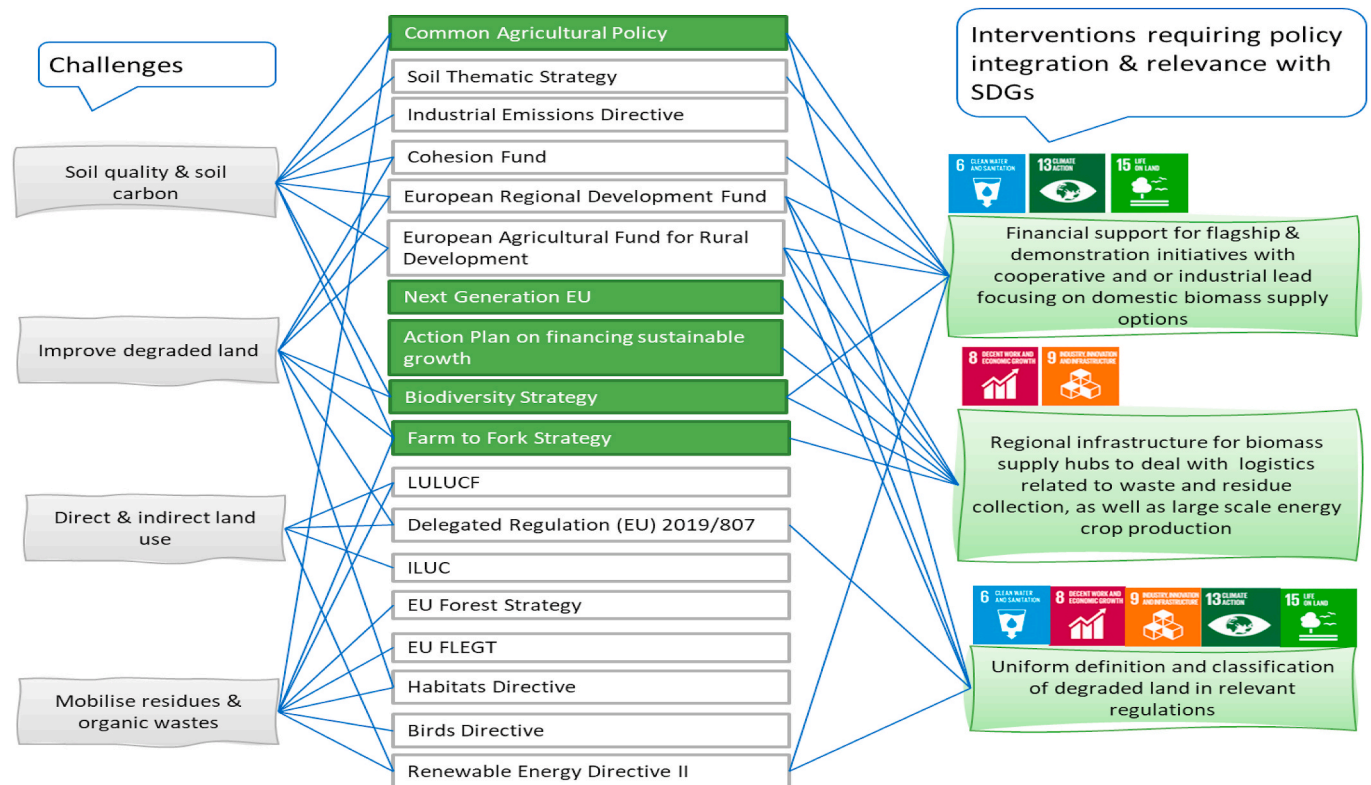 Challenges
Soil quality & soil
carbon
Improve degraded land
Direct & indirect land
use
Mobilise residues &
organic wastes
Common Agricultural Policy
Soil Thematic Strategy
Industrial Emissions Directive
Cohesion Fund
European Regional Development Fund
European Agricultural Fund for Rural
Development
Next Generation EU
Action Plan on financing sustainable
growth
Biodiversity Strategy
Farm to Fork Strategy
LULUCF
Delegated Regulation (EU) 2019/807
ILUC
EU Forest Strategy
EU FLEGT
Habitats Directive
Birds Directive
Renewable Energy Directive II
Interventions requiring policy
integration & relevance with
SDGs
6 CLEAN WATER
AND SANITATION
13 CLIMATE
ACTION
15 LIFE
ON LAND
Financial support for flagship &
demonstration initiatives with
cooperative and or industrial lead
focusing on domestic biomass supply
options
8 DECENT WORK AND
ECONOMIC GROWTH
9 INDUSTRY, INNOVATION
AND INFRASTRUCTURE
Regional infrastructure for biomass
supply hubs to deal with logistics
related to waste and residue
collection, as well as large scale energy
crop production
6 CLEAN WATER
AND SANITATION
8 DECENT WORK AND
ECONOMIC GROWTH
9 INDUSTRY, INNOVATION
AND INFRASTRUCTURE
13 CLIMATE
ACTION
15 LIFE
ON LAND
Uniform definition and classification
of degraded land in relevant
regulations